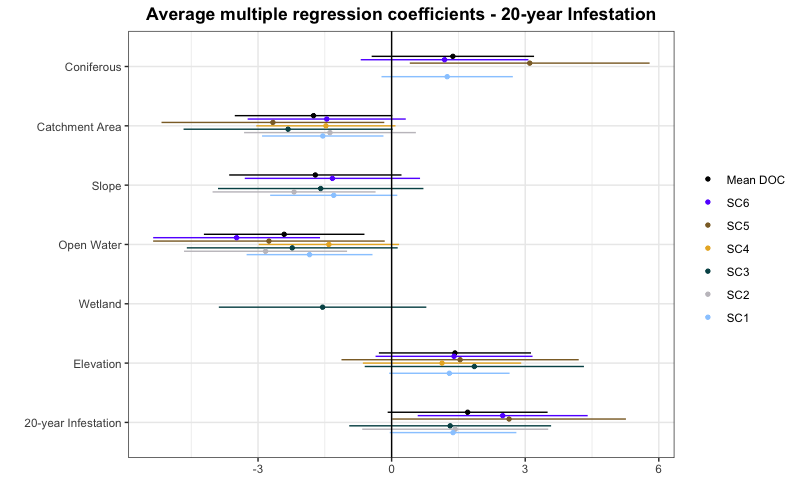 Average multiple regression coefficients - 20-year Infestation
Coniferous
Catchment Area
Slope
Open Water
Wetland
Elevation
20-year Infestation
-3
0
3
6
Mean DOC
SC6
SC5
SC4
SC3
SC2
SC1